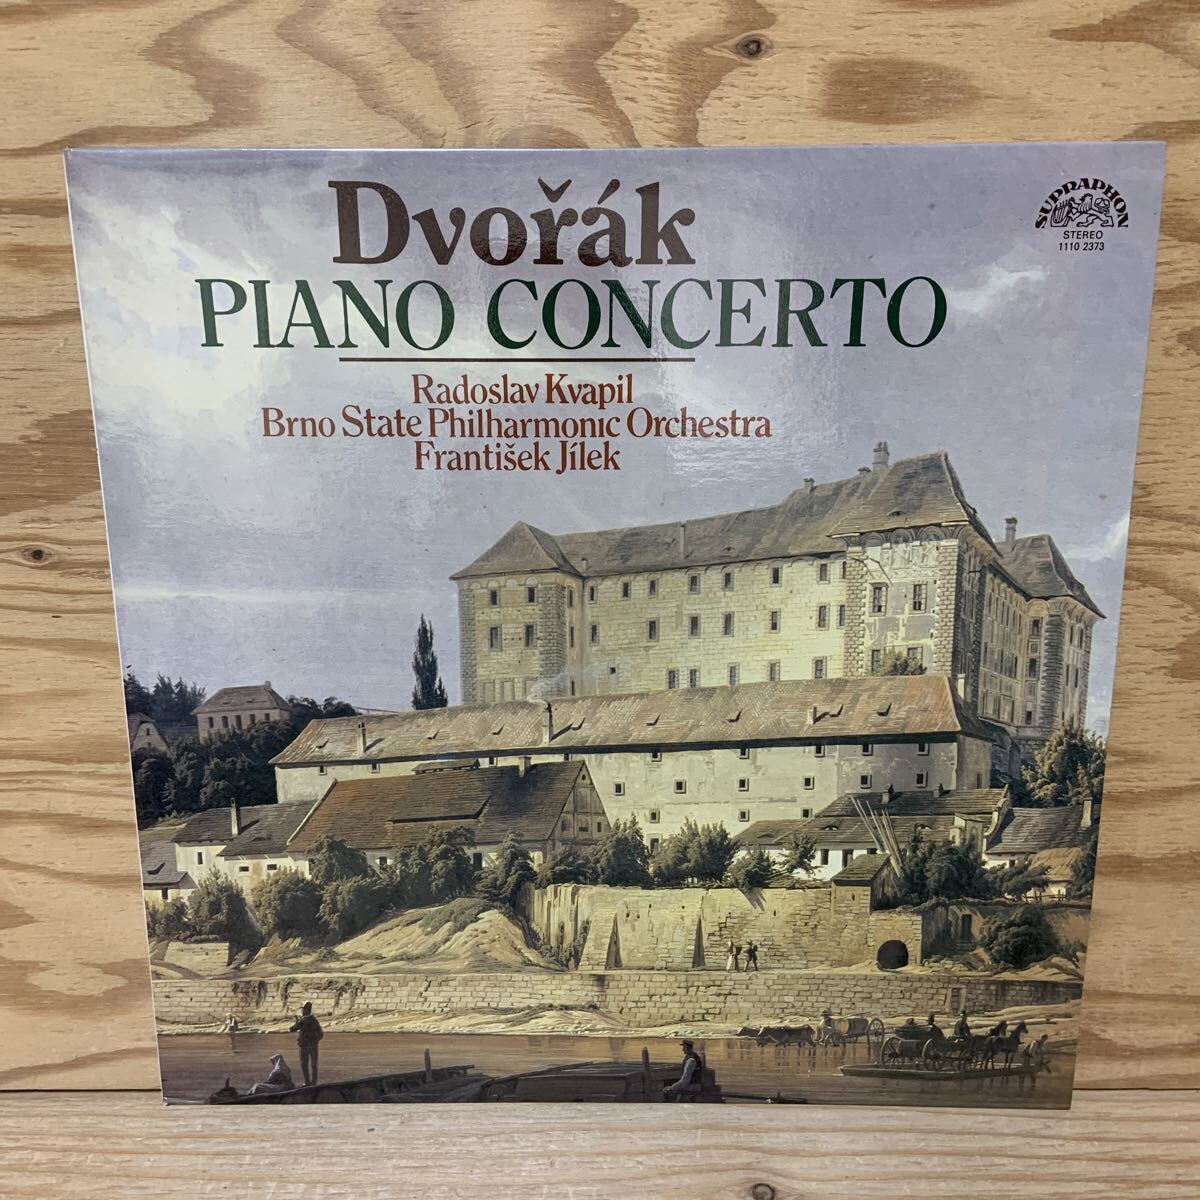 Dvořák
PIANO CONCERTO
Radoslav Kvapil
Brno State Philharmonic Orchestra
František Jílek
SUPRAPHON
STEREO
1110 2373